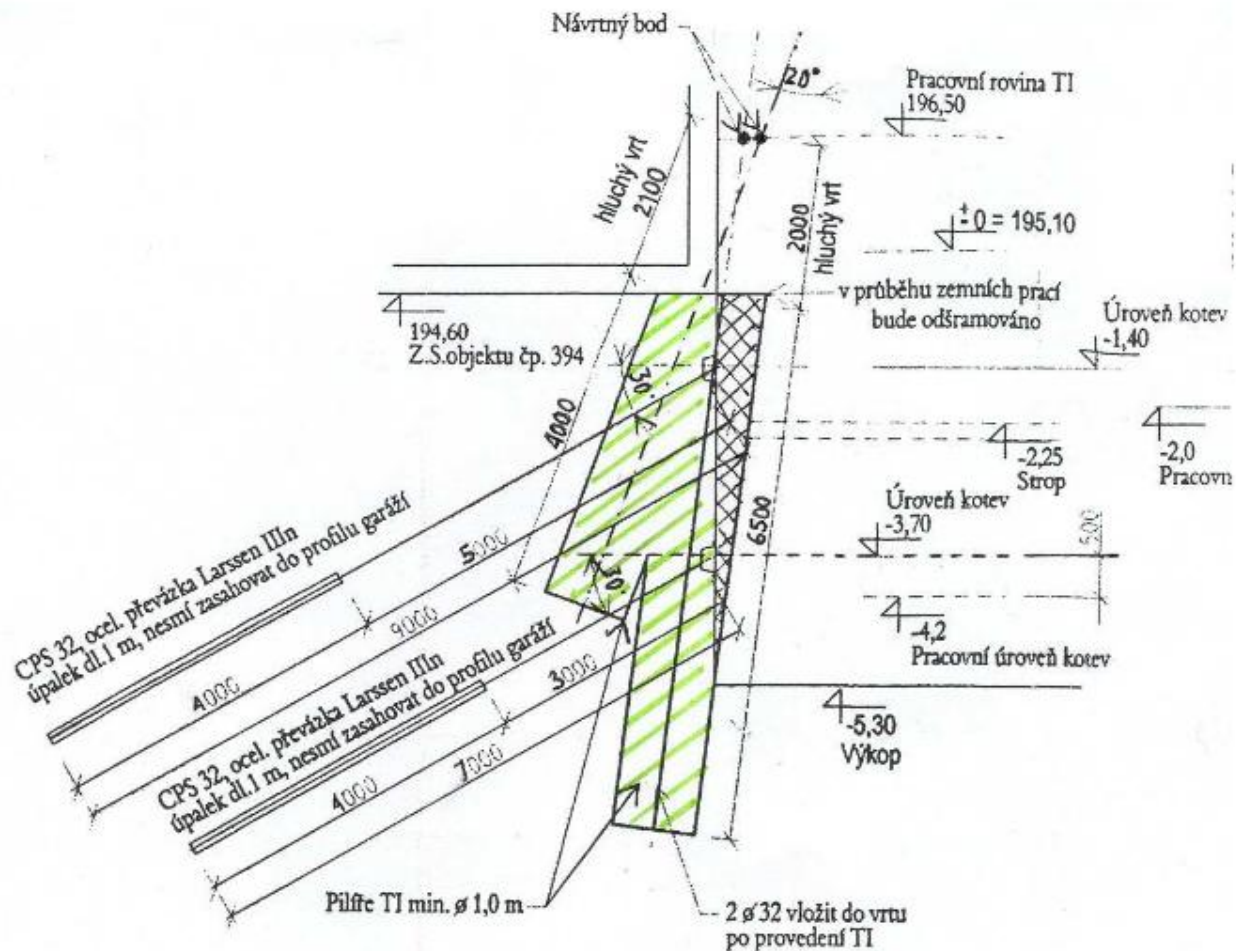 Návrtný bod
20°
Pracovní rovina TI
196,50
hluchý vrt
2100
2000
hluchý vrt
± 0 = 195,10
v průběhu zemních prací
bude odšramováno
194,60
Z.S.objektu čp. 394
Úroveň kotev
-1,40
30°
4000
-2,25
Strop
-2,0
Pracovn
Úroveň kotev
-3,70
500
6500
5000
30°
-4,2
Pracovní úroveň kotev
CPS 32, ocel. převázka Larssen IIIn
úpalek dl.1 m, nesmí zasahovat do profilu garáží
4000
9000
3000
-5,30
Výkop
CPS 32, ocel. převázka Larssen IIIn
úpalek dl.1 m, nesmí zasahovat do profilu garáží
4000
7000
Pilíře TI min. ø 1,0 m
2 ø 32 vložit do vrtu
po provedení TI